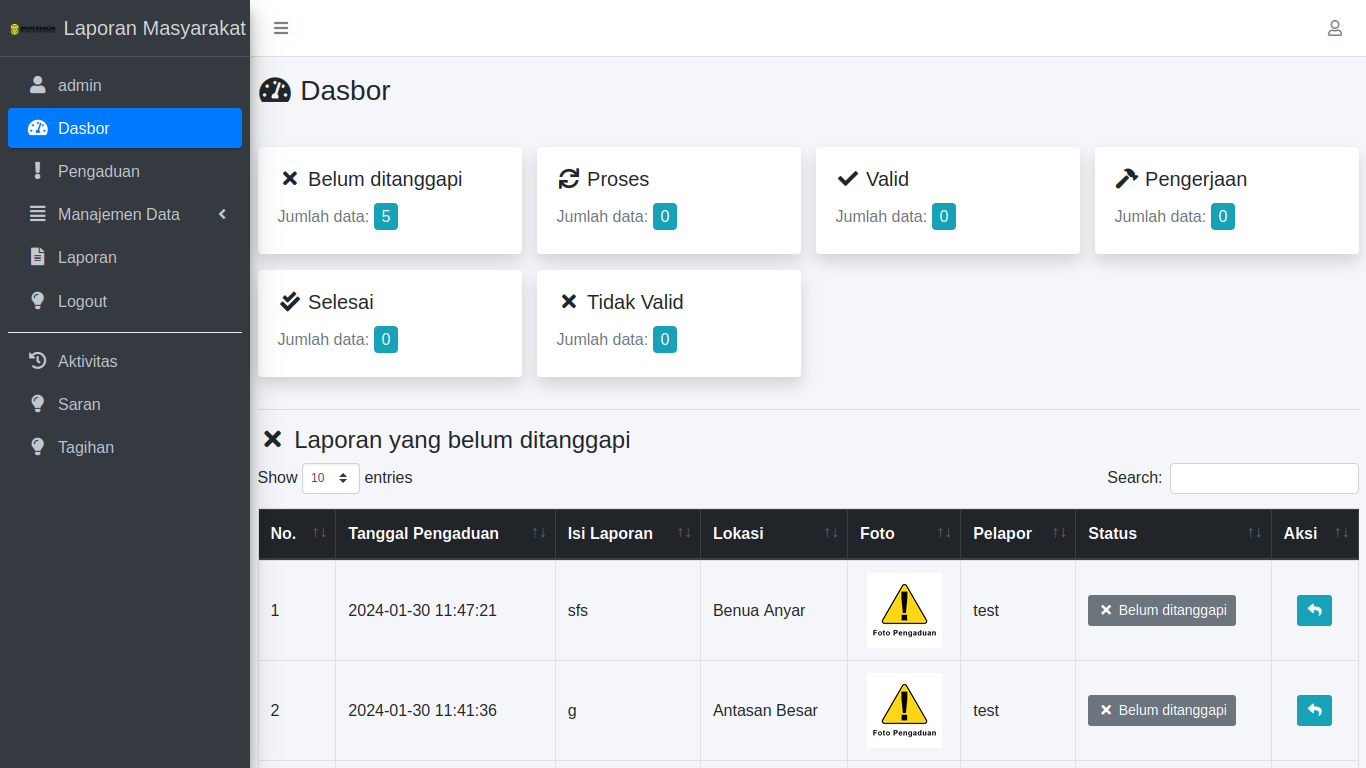 DISPERDAGIN Laporan Masyarakat
admin
Dasbor
Pengaduan
Manajemen Data
Laporan
Logout
Aktivitas
Saran
Tagihan
Dasbor
Belum ditanggapi
Jumlah data: 5
Proses
Jumlah data: 0
Valid
Jumlah data: 0
Pengerjaan
Jumlah data: 0
Selesai
Jumlah data: 0
Tidak Valid
Jumlah data: 0
Laporan yang belum ditanggapi
Show 10 entries
Search:
No. Tanggal Pengaduan Isi Laporan Lokasi Foto Pelapor Status Aksi
1 2024-01-30 11:47:21 sfs Benua Anyar Foto Pengaduan test Belum ditanggapi
2 2024-01-30 11:41:36 g Antasan Besar Foto Pengaduan test Belum ditanggapi